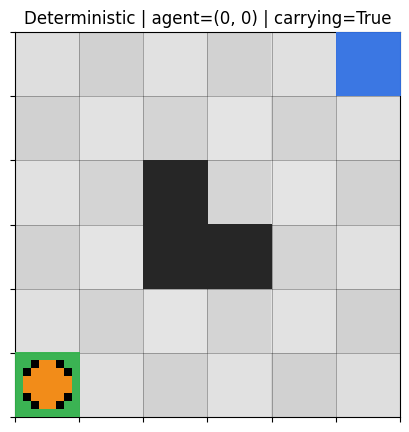 Deterministic | agent=(0, 0) | carrying=True